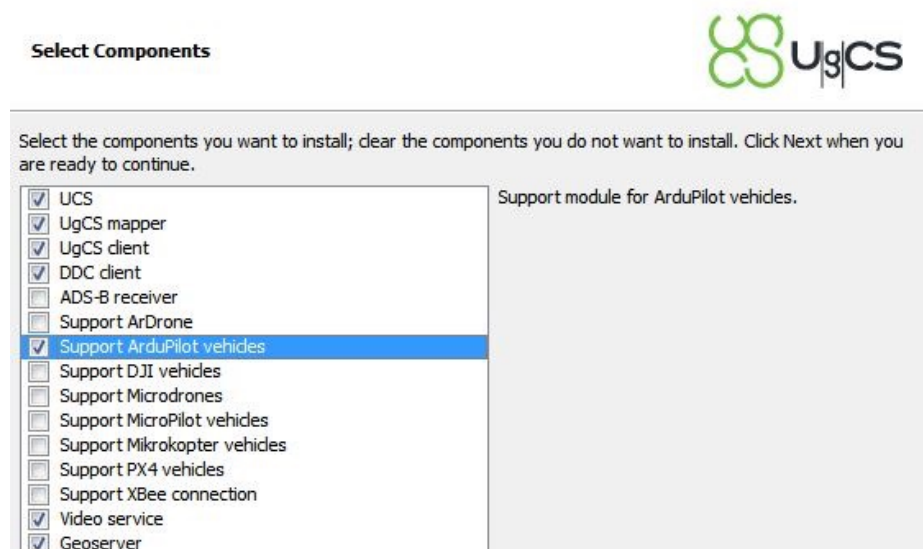 Select Components
UgCS
Select the components you want to install; clear the components you do not want to install. Click Next when you
are ready to continue.
UCS
UgCS mapper
UgCS client
DDC client
ADS-B receiver
Support ArDrone
Support ArduPilot vehicles
Support DJI vehicles
Support Microdrones
Support MicroPilot vehicles
Support Mikrokopter vehicles
Support PX4 vehicles
Support XBee connection
Video service
Geoserver
Support module for ArduPilot vehicles.